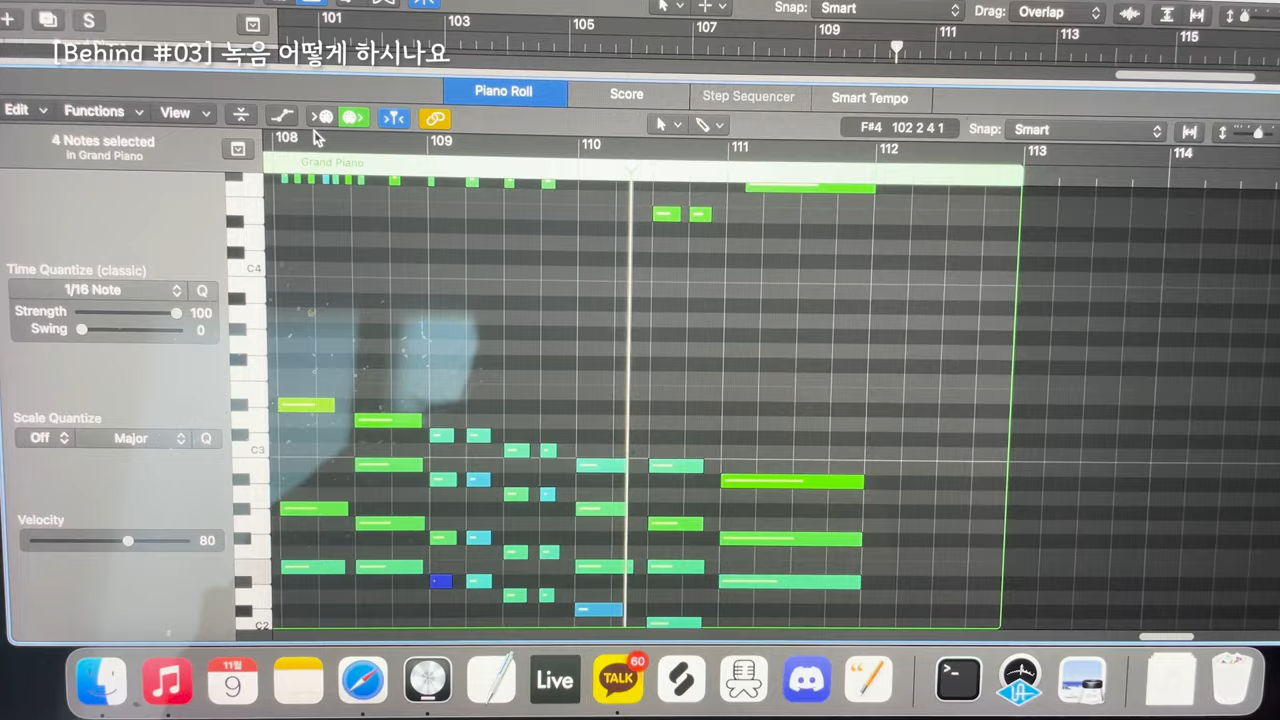 S
101 103 105 107 109 111 113 115
Snap: Smart Drag: Overlap
[Behind #03] 녹음 어떻게 하시나요
Piano Roll Score Step Sequencer Smart Tempo
Edit Functions View
F#4 102 2 4 1 Snap: Smart
4 Notes selected
in Grand Piano
108 109 110 111 112 113 114
Grand Piano
C4
Time Quantize (classic)
1/16 Note Q
Strength 100
Swing 0
Scale Quantize
Off Major Q
C3
Velocity
80
C2
11월
9
Live
TALK
60